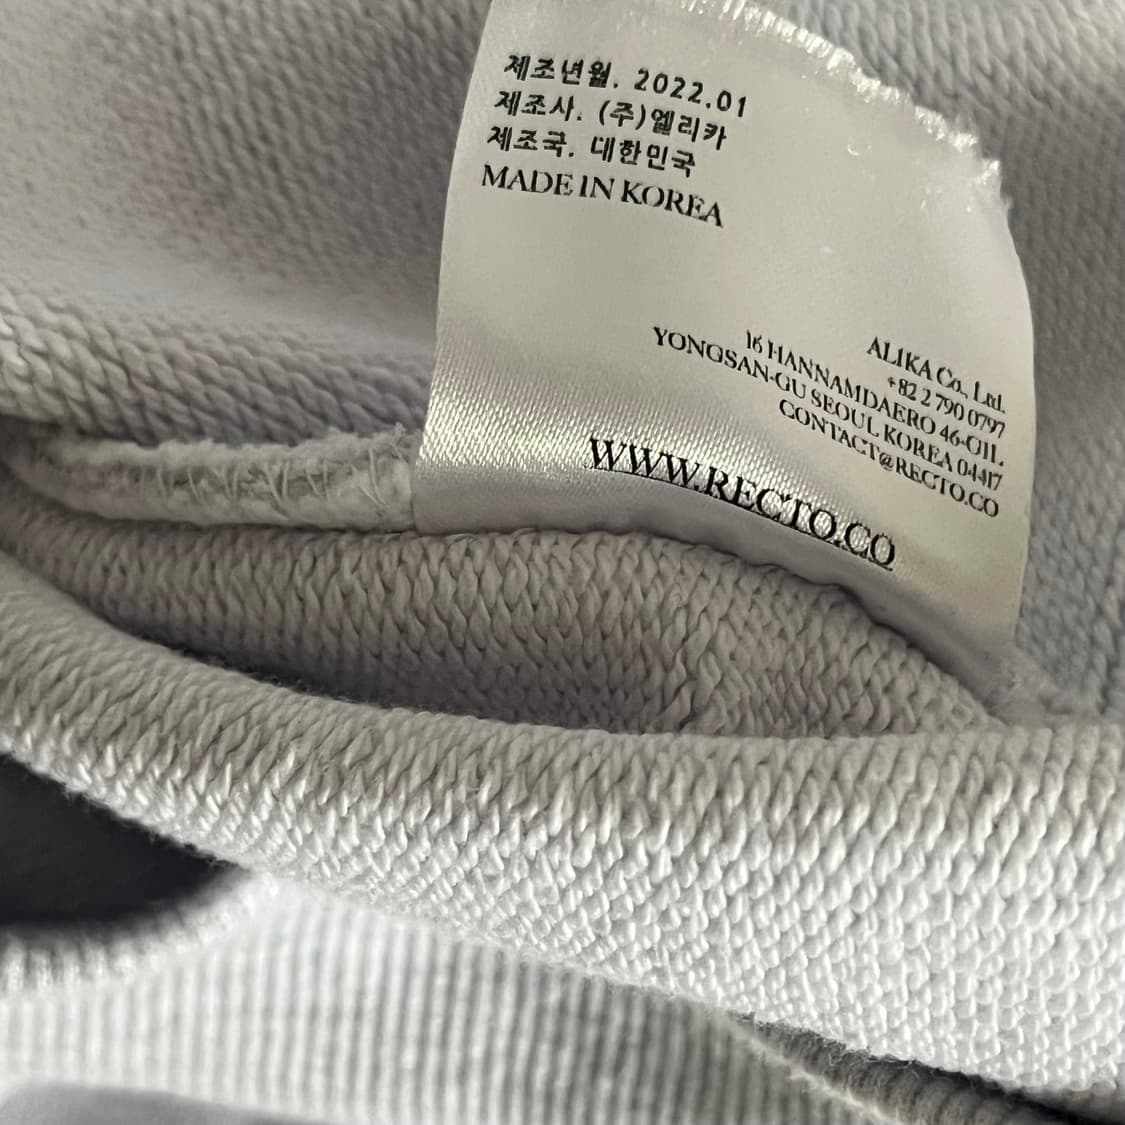 제조년월. 2022.01
제조사. (주)엘리카
제조국. 대한민국
MADE IN KOREA
ALIKA Co., Ltd.
+82 2 790 0797
16 HANNAMDAERO 46-GIL
YONGSAN-GU SEOUL KOREA 04417
CONTACT@RECTO.CO
WWW.RECTO.CO